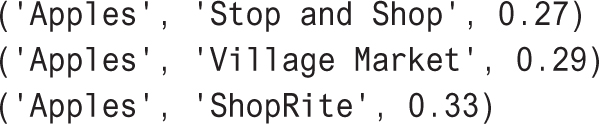 ('Apples', 'Stop and Shop', 0.27)
('Apples', 'Village Market', 0.29)
('Apples', 'ShopRite', 0.33)